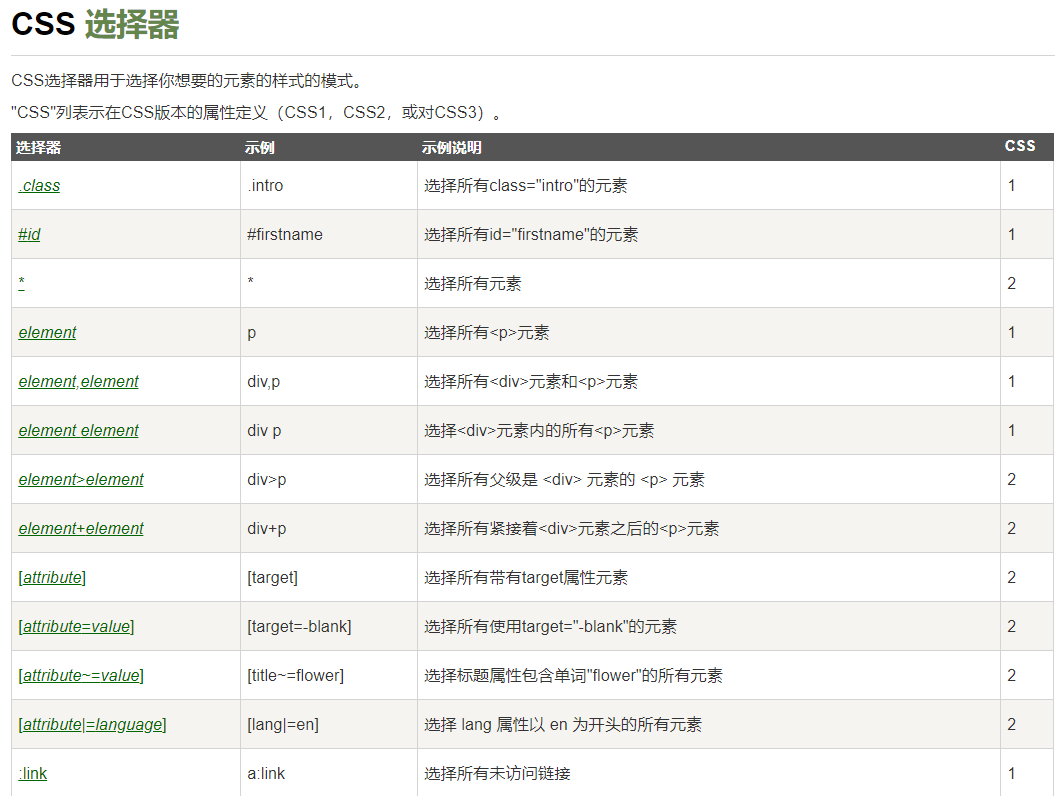 CSS 选择器
CSS选择器用于选择你想要的元素的样式的模式。
"CSS"列表示在CSS版本的属性定义（CSS1，CSS2，或对CSS3）。
选择器 示例 示例说明 CSS
.class .intro 选择所有class="intro"的元素 1
#id #firstname 选择所有id="firstname"的元素 1
* * 选择所有元素 2
element p 选择所有<p>元素 1
element,element div,p 选择所有<div>元素和<p>元素 1
element element div p 选择<div>元素内的所有<p>元素 1
element>element div>p 选择所有父级是 <div> 元素的 <p> 元素 2
element+element div+p 选择所有紧接着<div>元素之后的<p>元素 2
[attribute] [target] 选择所有带有target属性元素 2
[attribute=value] [target=-blank] 选择所有使用target="-blank"的元素 2
[attribute~=value] [title~=flower] 选择标题属性包含单词"flower"的所有元素 2
[attribute|=language] [lang|=en] 选择 lang 属性以 en 为开头的所有元素 2
:link a:link 选择所有未访问链接 1